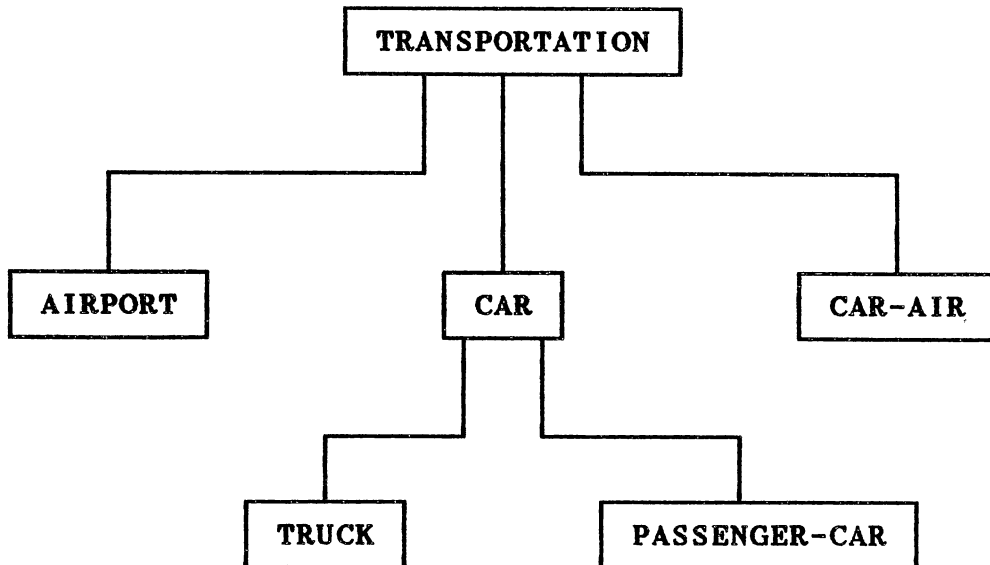 TRANSPORTATION
AIRPORT
CAR
CAR-AIR
TRUCK
PASSENGER-CAR